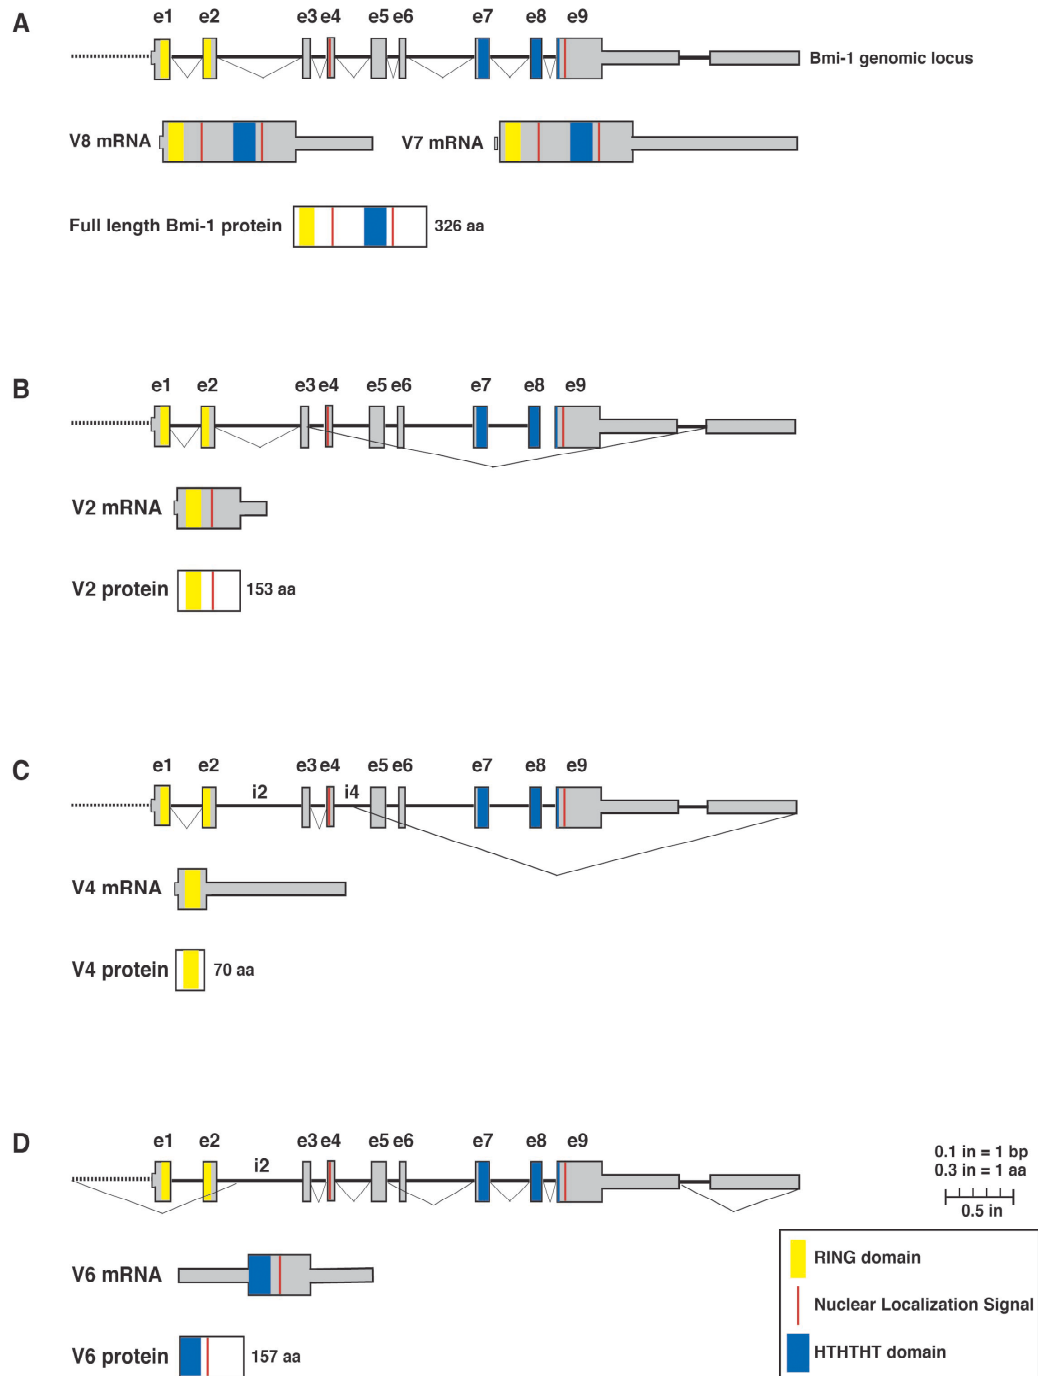 A
e1 e2 e3 e4 e5 e6 e7 e8 e9
Bmi-1 genomic locus
V8 mRNA V7 mRNA
Full length Bmi-1 protein 326 aa
B
e1 e2 e3 e4 e5 e6 e7 e8 e9
V2 mRNA
V2 protein 153 aa
C
e1 e2 i2 e3 e4 i4 e5 e6 e7 e8 e9
V4 mRNA
V4 protein 70 aa
D
e1 e2 i2 e3 e4 e5 e6 e7 e8 e9
0.1 in = 1 bp
0.3 in = 1 aa
0.5 in
V6 mRNA
V6 protein 157 aa
RING domain
Nuclear Localization Signal
HTHTHT domain